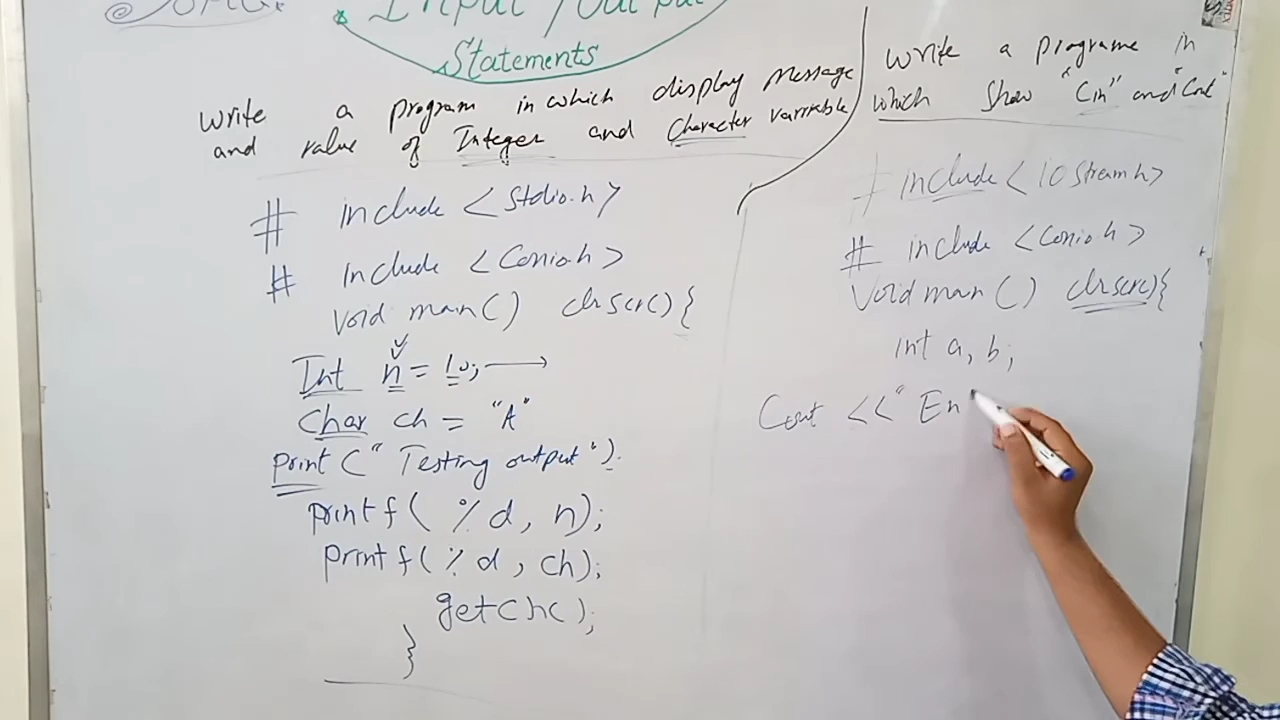 Input / Output
Statements
Write a program in which display Message
and value of Integer and Character varriable
# include < Stdio.h >
# include < Conio.h >
void main() clrscr() {
Int n = 10;
Char ch = "A"
print ( " Testing output " ).
printf ( % d , n );
printf ( % d , ch );
getch( );
}
Write a programe in
which show "Cin" and "Cout"
# include < iostream.h >
# include < Conio.h >
Void main ( ) clrscr() {
int a, b;
Cout << " En